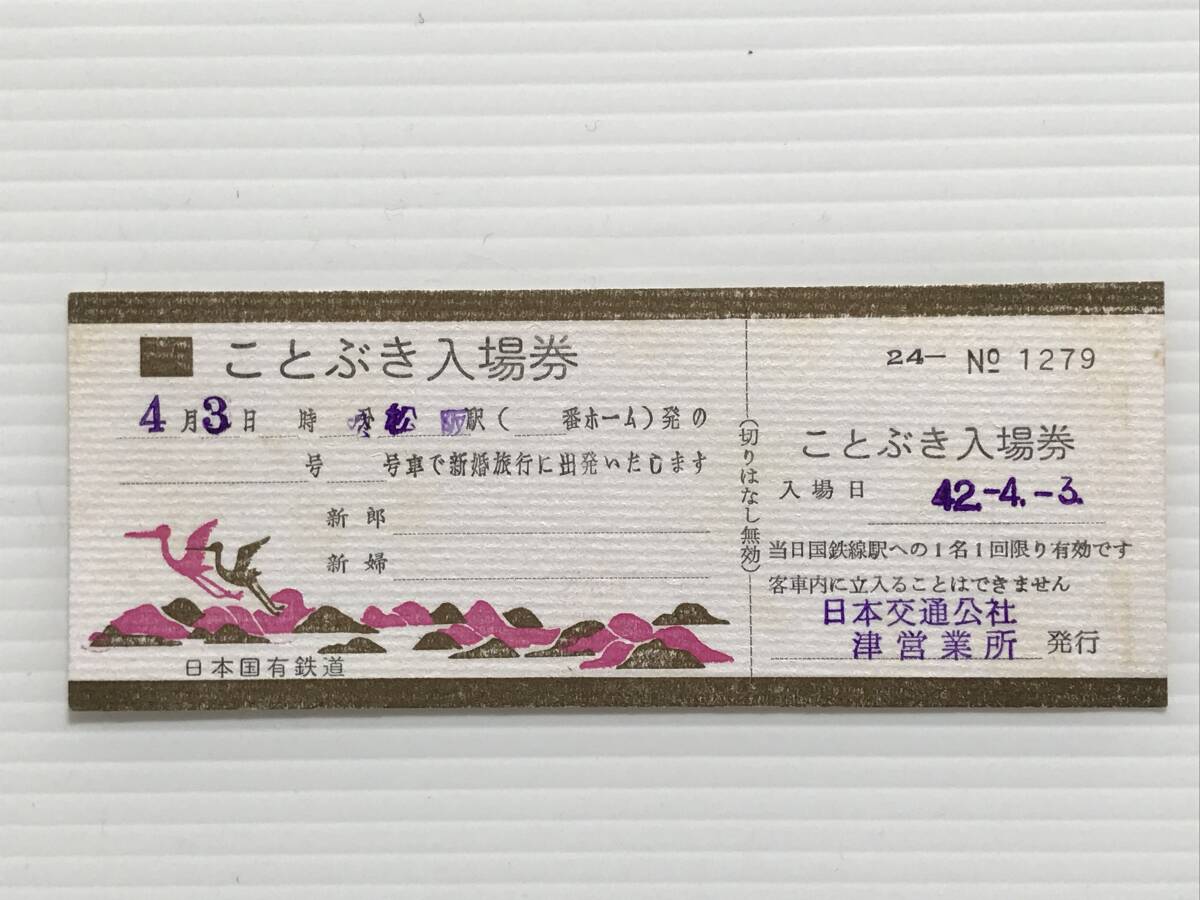 ことぶき入場券
4月3日 時 分 松阪駅( 番ホーム)発の
号 号車で新婚旅行に出発いたします
新郎
新婦
日本国有鉄道
(切りはなし無効)
24— № 1279
ことぶき入場券
入場日 42.-4.-3.
当日国鉄線駅への1名1回限り有効です
客車内に立入ることはできません
日本交通公社
津営業所 発行